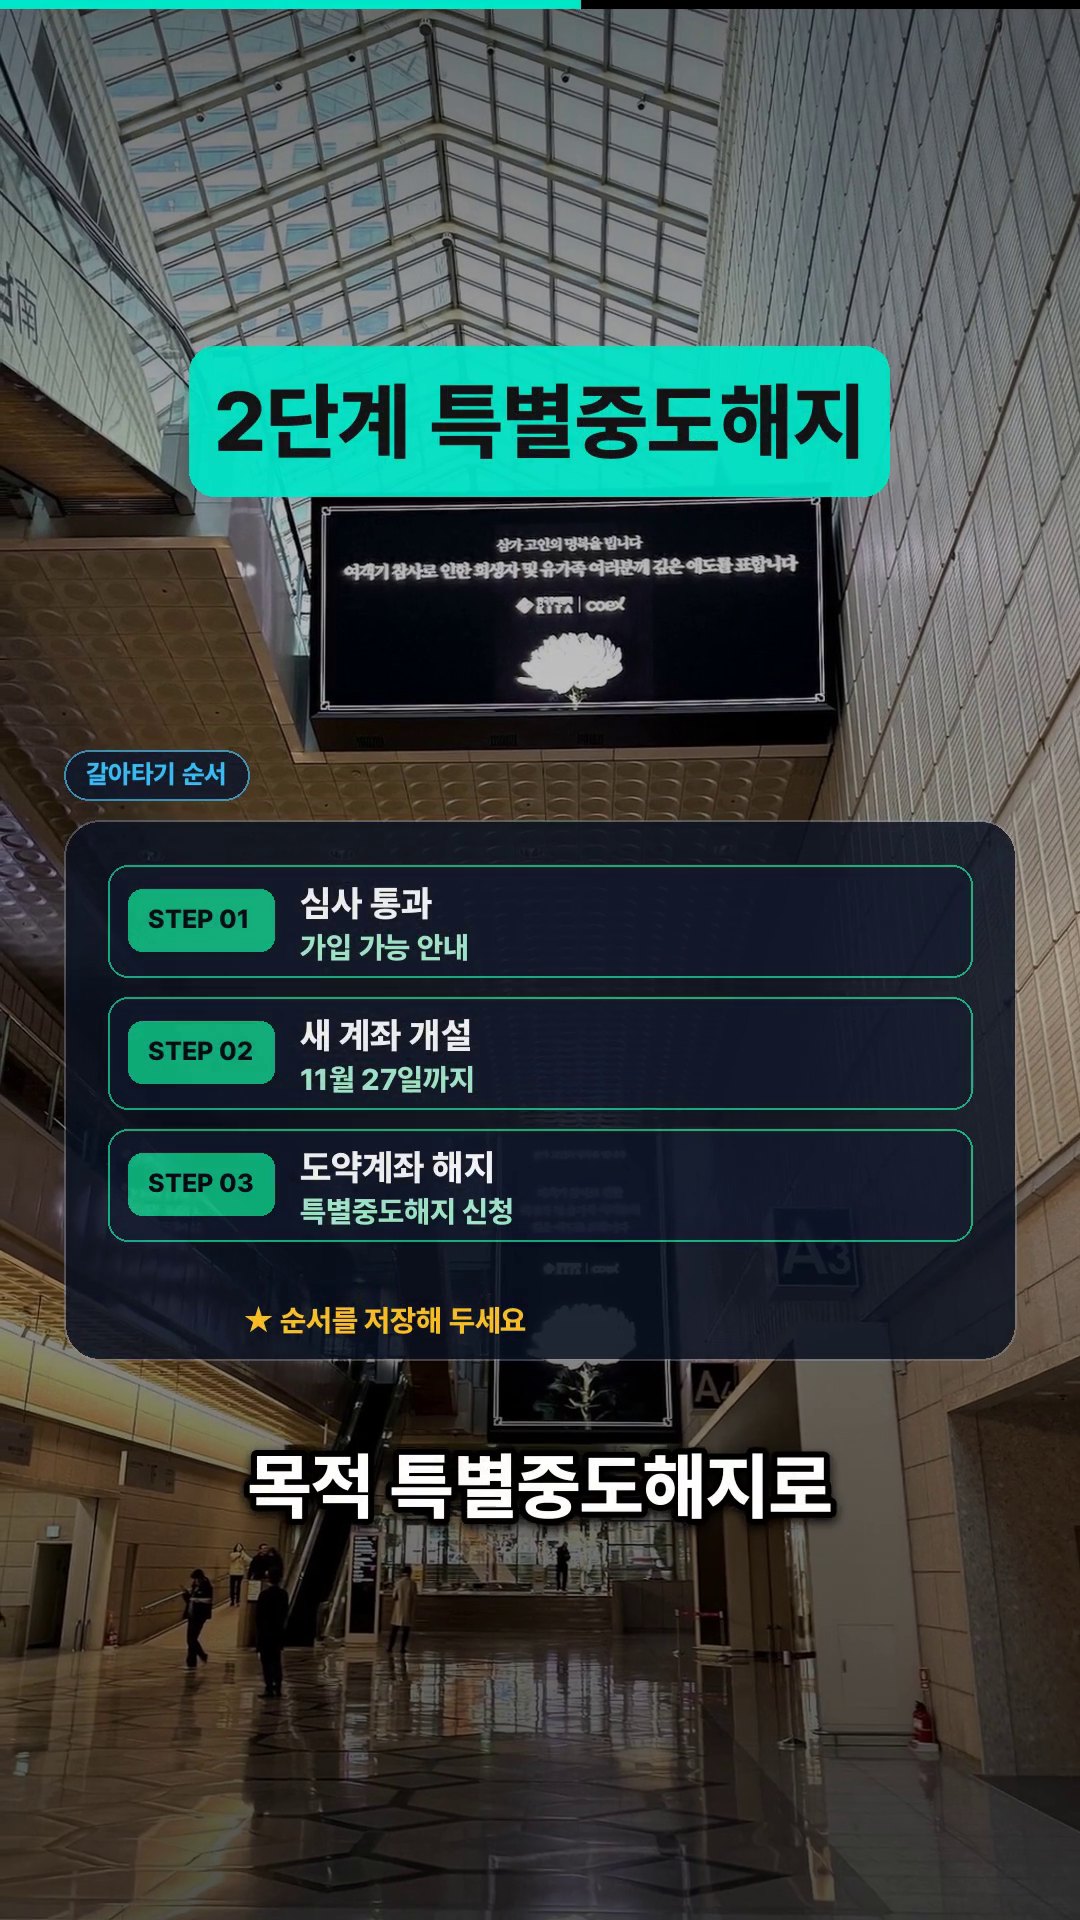 2단계 특별중도해지
삼가 고인의 명복을 빕니다
여객기 참사로 인한 희생자 및 유가족 여러분께 깊은 애도를 표합니다
KITA | coex
갈아타기 순서
STEP 01
심사 통과
가입 가능 안내
STEP 02
새 계좌 개설
11월 27일까지
STEP 03
도약계좌 해지
특별중도해지 신청
A3
coex
★ 순서를 저장해 두세요
A4
목적 특별중도해지로